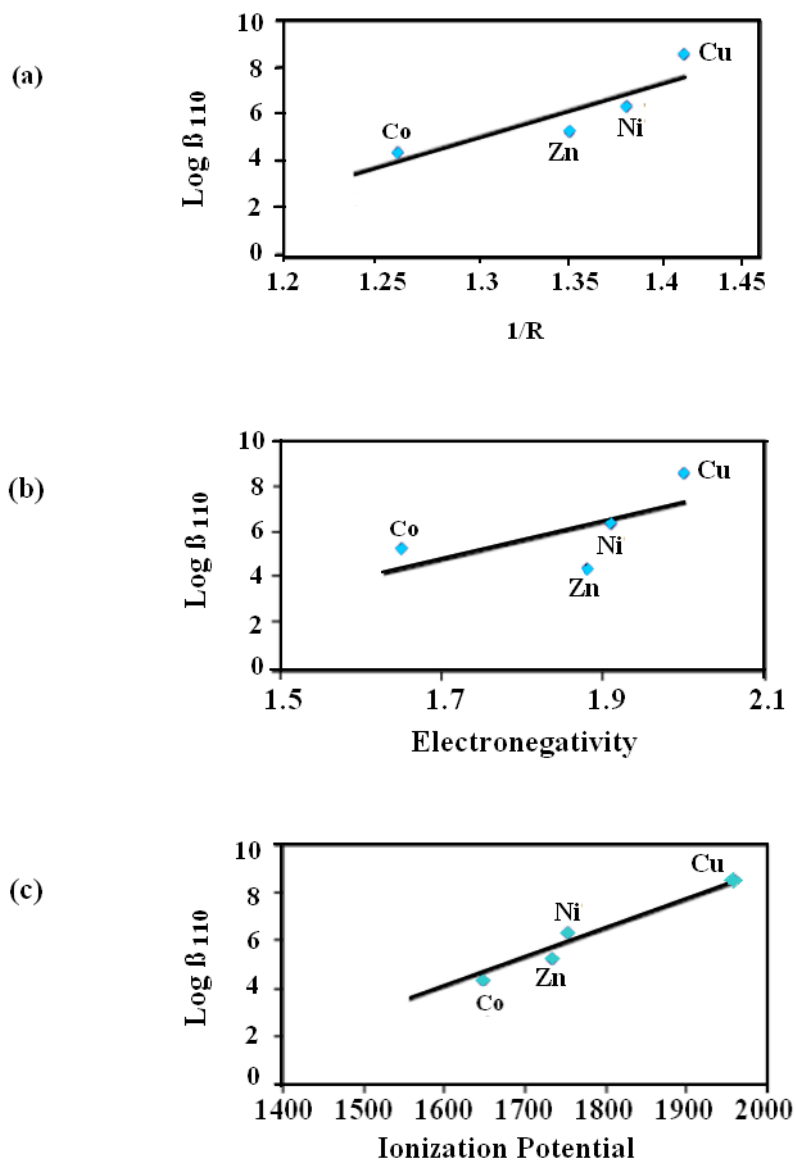 (a)
Log ß 110
10
8
6
4
2
0
Cu
Co
Ni
Zn
1.2 1.25 1.3 1.35 1.4 1.45
1/R
(b)
Log ß 110
10
8
6
4
2
0
Cu
Co
Ni
Zn
1.5 1.7 1.9 2.1
Electronegativity
(c)
Log ß 110
10
8
6
4
2
0
Cu
Ni
Zn
Co
1400 1500 1600 1700 1800 1900 2000
Ionization Potential